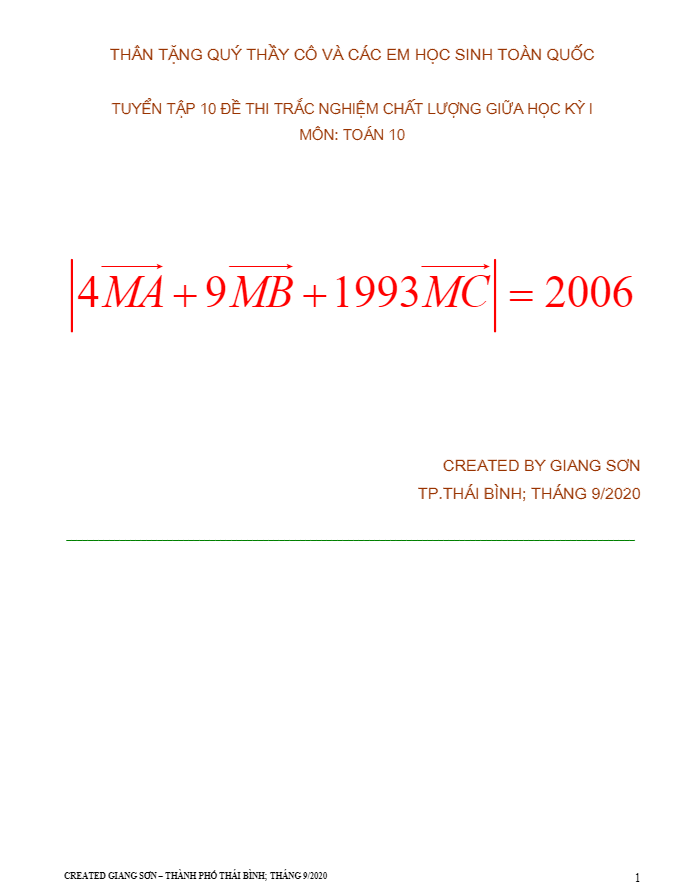 THÂN TẶNG QUÝ THẦY CÔ VÀ CÁC EM HỌC SINH TOÀN QUỐC
TUYỂN TẬP 10 ĐỀ THI TRẮC NGHIỆM CHẤT LƯỢNG GIỮA HỌC KỲ I
MÔN: TOÁN 10
|4\overrightarrow{MA} + 9\overrightarrow{MB} + 1993\overrightarrow{MC}| = 2006
CREATED BY GIANG SƠN
TP.THÁI BÌNH; THÁNG 9/2020
CREATED GIANG SƠN – THÀNH PHỐ THÁI BÌNH; THÁNG 9/2020
1